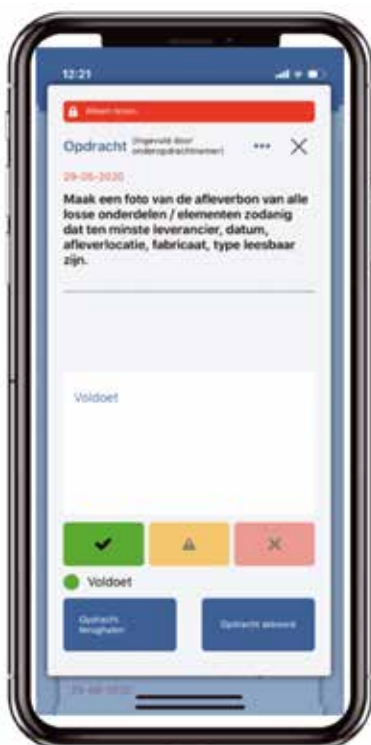 12:21
Alleen lezen
Opdracht (Ingevuld door
onderopdrachtnemer)
29-05-2020
Maak een foto van de afleverbon van alle
losse onderdelen / elementen zodanig
dat ten minste leverancier, datum,
afleverlocatie, fabricaat, type leesbaar
zijn.
Voldoet
Voldoet
Opdracht
terughalen
Opdracht akkoord